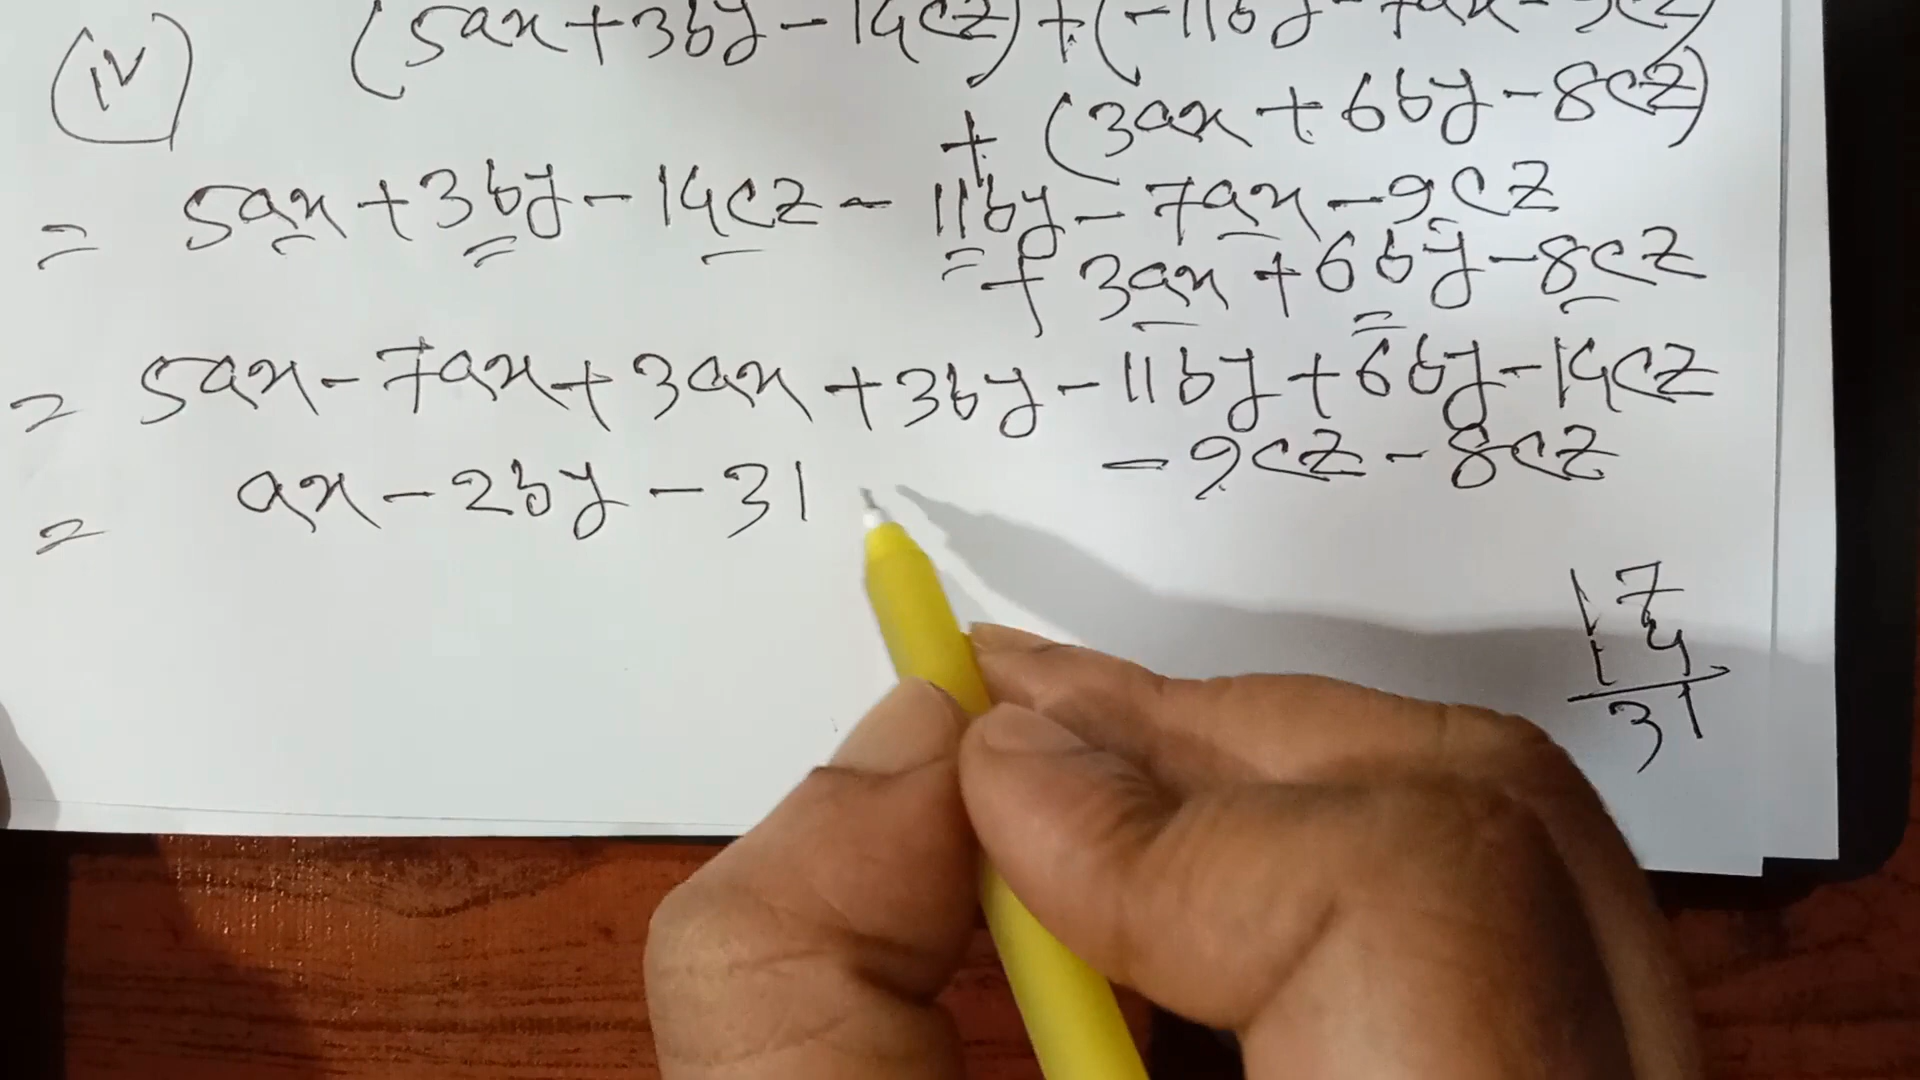 (iv) (5ax+3by-14cz)+(-11by-7ax-9cz)
+ (3ax+6by-8cz)
= 5ax+3by-14cz-11by-7ax-9cz
+3ax+6by-8cz
= 5ax-7ax+3ax+3by-11by+6by-14cz
-9cz-8cz
= ax-2by-31
17
14
31